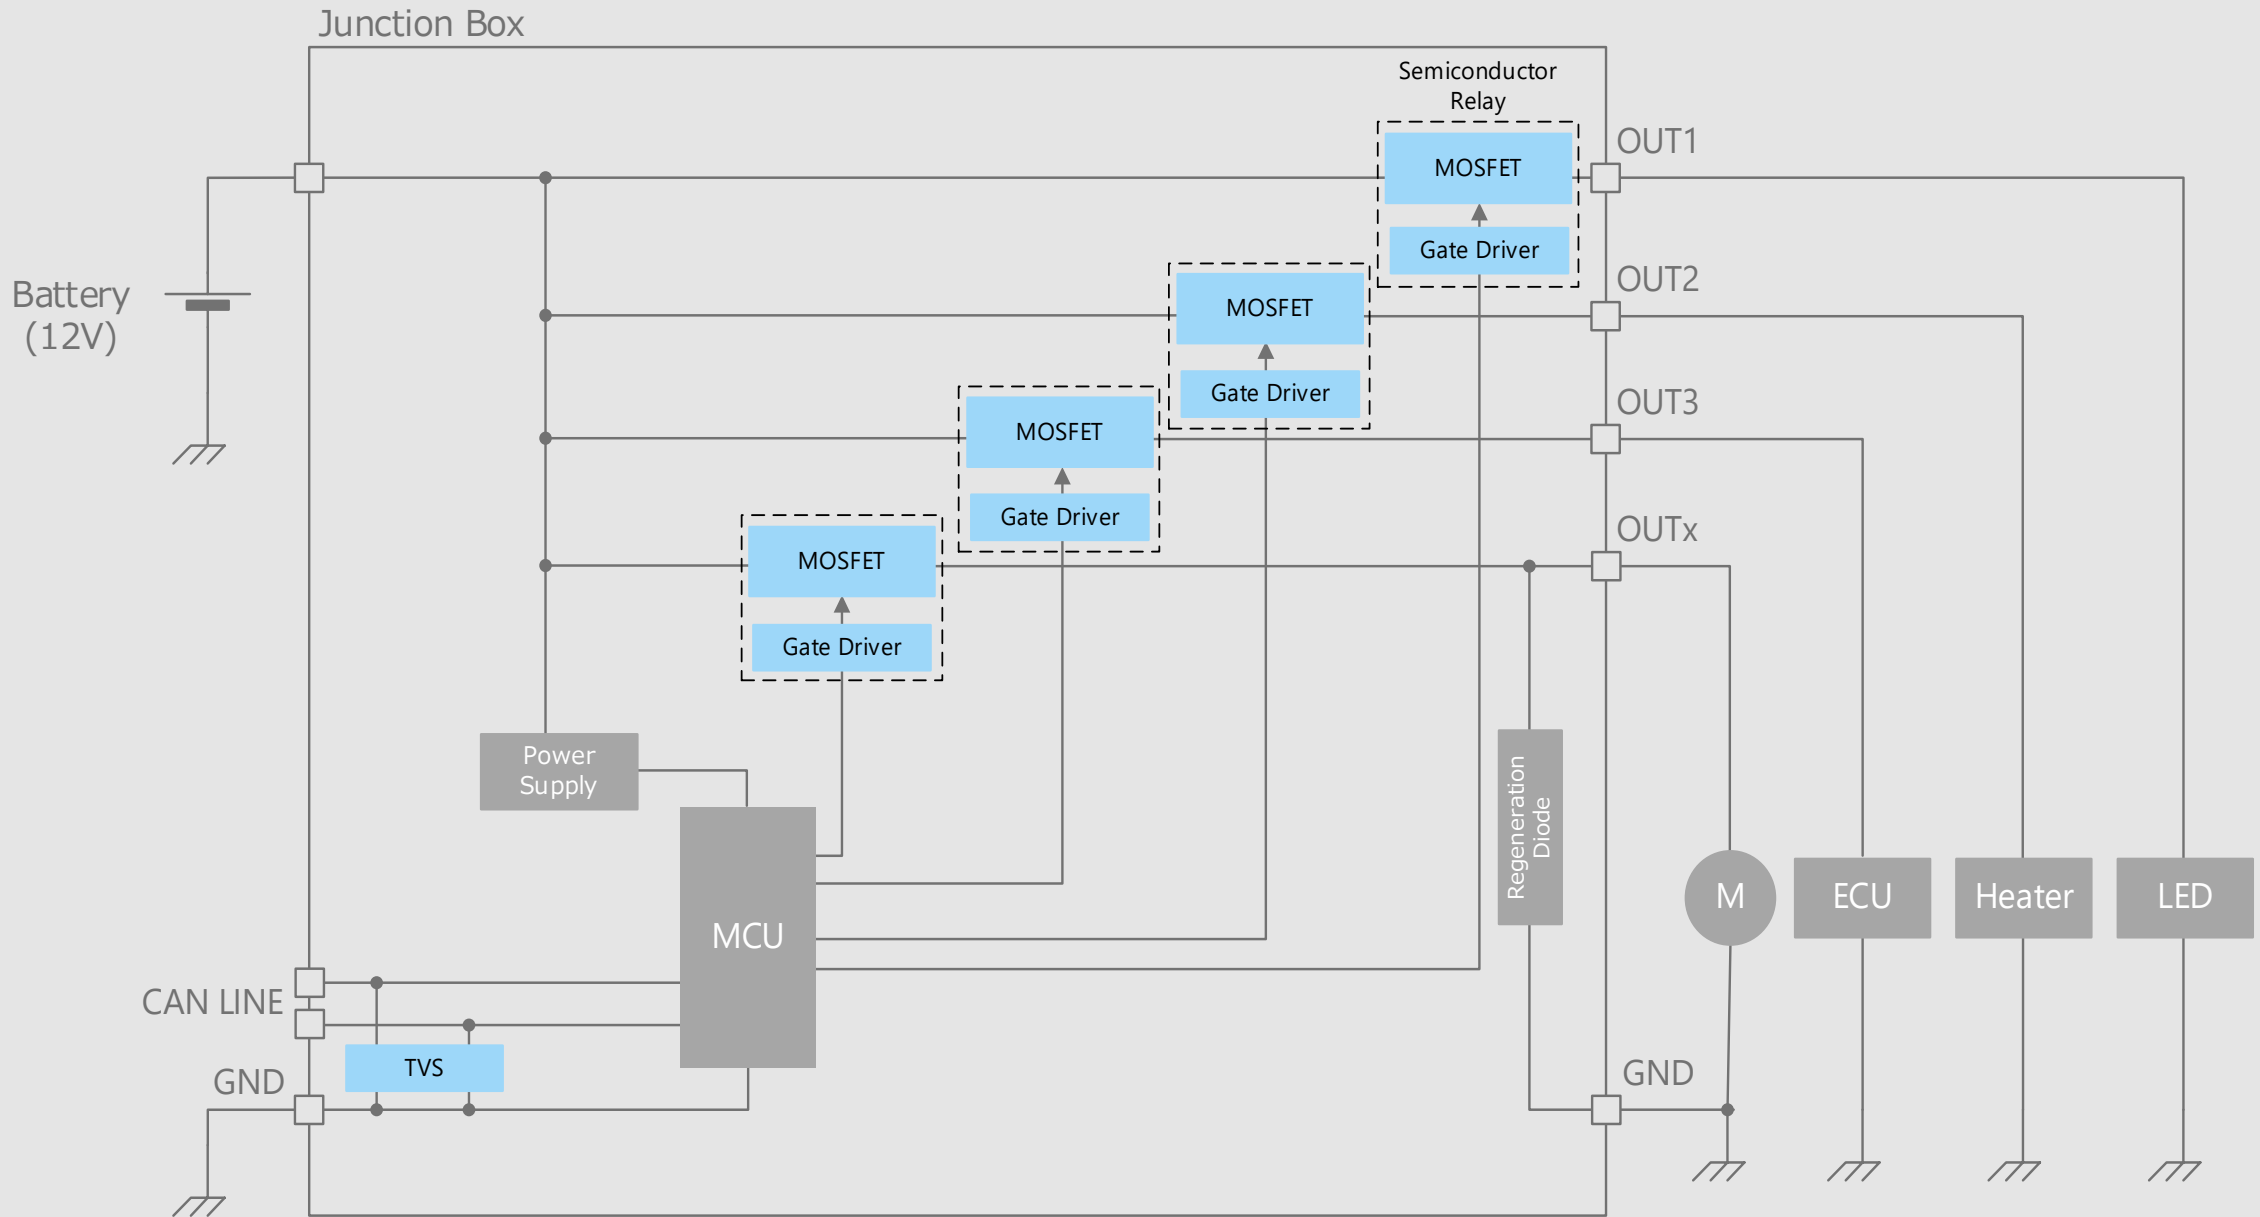 Junction Box
Semiconductor
Relay
MOSFET
OUT1
Gate Driver
OUT2
MOSFET
Battery
(12V)
Gate Driver
OUT3
MOSFET
Gate Driver
OUTx
MOSFET
Gate Driver
Power
Supply
Regeneration
Diode
MCU
M
ECU
Heater
LED
CAN LINE
TVS
GND
GND